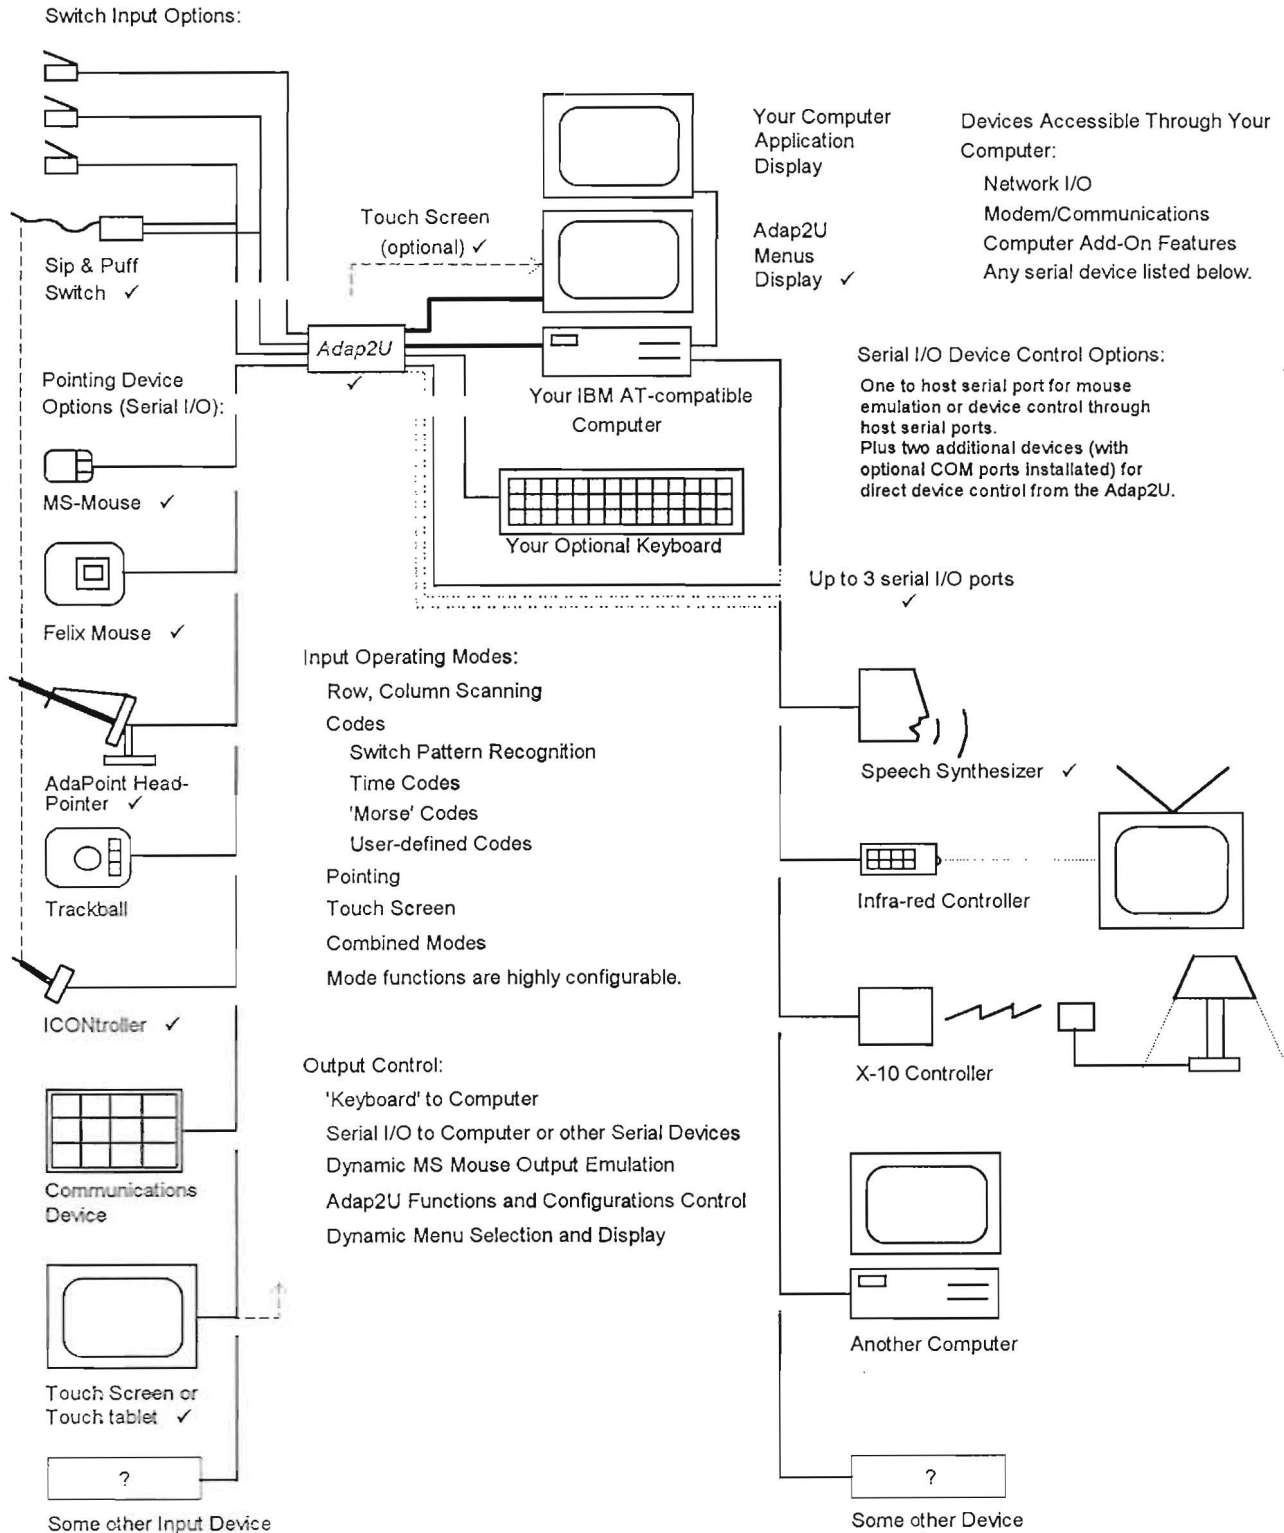 Switch Input Options:
Sip & Puff
Switch ✓
Pointing Device
Options (Serial I/O):
MS-Mouse ✓
Felix Mouse ✓
AdaPoint Head-
Pointer ✓
Trackball
ICONtroller ✓
Communications
Device
Touch Screen or
Touch tablet ✓
?
Some other Input Device
Touch Screen
(optional) ✓
Adap2U
✓
Your Computer
Application
Display
Adap2U
Menus
Display ✓
Your IBM AT-compatible
Computer
Your Optional Keyboard
Devices Accessible Through Your
Computer:
Network I/O
Modem/Communications
Computer Add-On Features
Any serial device listed below.
Serial I/O Device Control Options:
One to host serial port for mouse
emulation or device control through
host serial ports.
Plus two additional devices (with
optional COM ports installated) for
direct device control from the Adap2U.
Up to 3 serial I/O ports
✓
Input Operating Modes:
Row, Column Scanning
Codes
Switch Pattern Recognition
Time Codes
'Morse' Codes
User-defined Codes
Pointing
Touch Screen
Combined Modes
Mode functions are highly configurable.
Output Control:
'Keyboard' to Computer
Serial I/O to Computer or other Serial Devices
Dynamic MS Mouse Output Emulation
Adap2U Functions and Configurations Control
Dynamic Menu Selection and Display
Speech Synthesizer ✓
Infra-red Controller
X-10 Controller
Another Computer
?
Some other Device